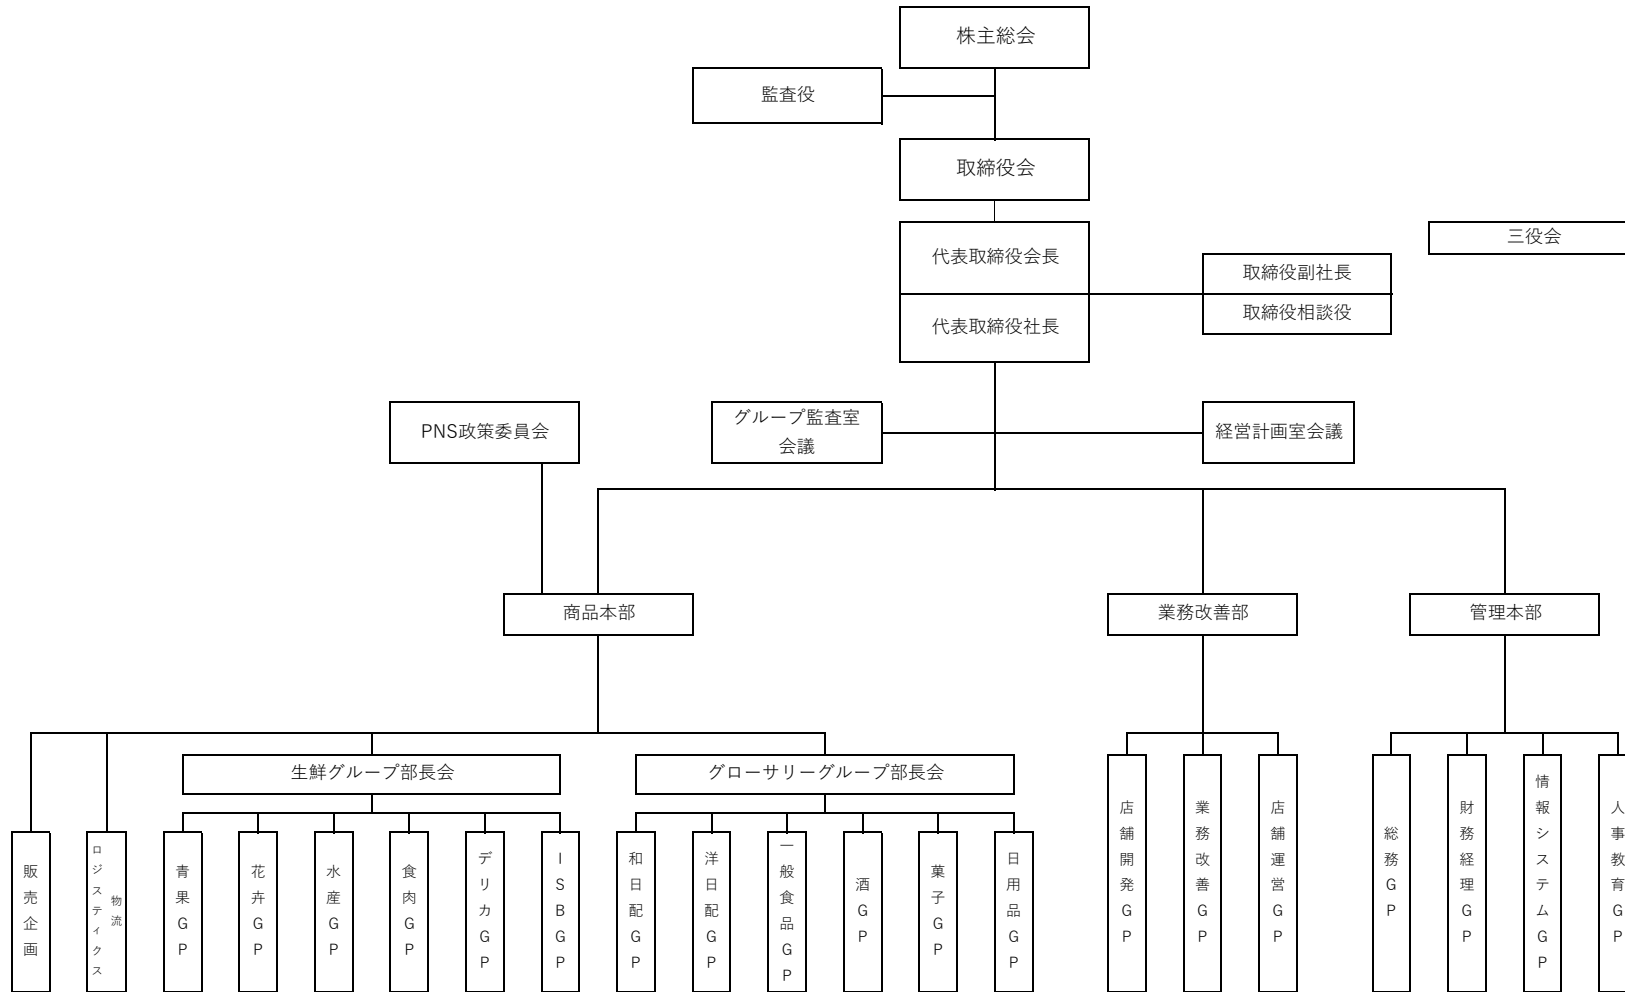 株主総会
監査役
取締役会
代表取締役会長
三役会
取締役副社長
取締役相談役
代表取締役社長
PNS政策委員会
グループ監査室
会議
経営計画室会議
商品本部
業務改善部
管理本部
生鮮グループ部長会
グローサリーグループ部長会
販売企画
物流
ロジスティクス
青果GP
花卉GP
水産GP
食肉GP
デリカGP
ISBGP
和日配GP
洋日配GP
一般食品GP
酒GP
菓子GP
日用品GP
店舗開発GP
業務改善GP
店舗運営GP
総務GP
財務経理GP
情報システムGP
人事教育GP